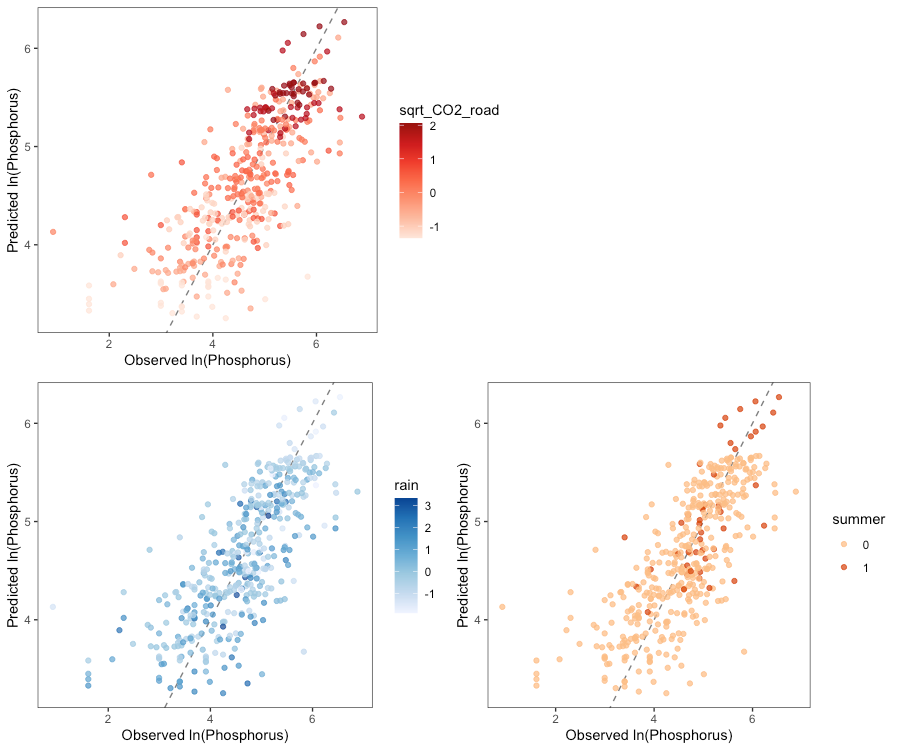 6
5
4
Predicted ln(Phosphorus)
2 4 6
Observed ln(Phosphorus)
sqrt_CO2_road
2
1
0
-1
6
5
4
Predicted ln(Phosphorus)
2 4 6
Observed ln(Phosphorus)
rain
3
2
1
0
-1
6
5
4
Predicted ln(Phosphorus)
2 4 6
Observed ln(Phosphorus)
summer
0
1